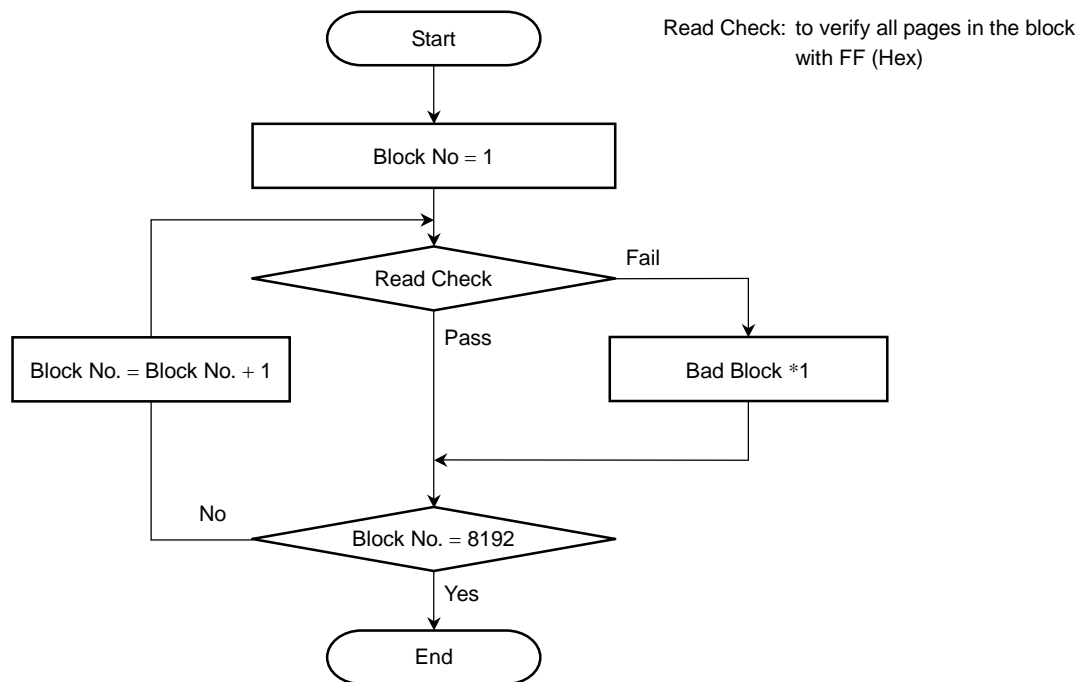 Start
Read Check: to verify all pages in the block
with FF (Hex)
Block No = 1
Read Check
Fail
Pass
Block No. = Block No. + 1
Bad Block *1
No
Block No. = 8192
Yes
End